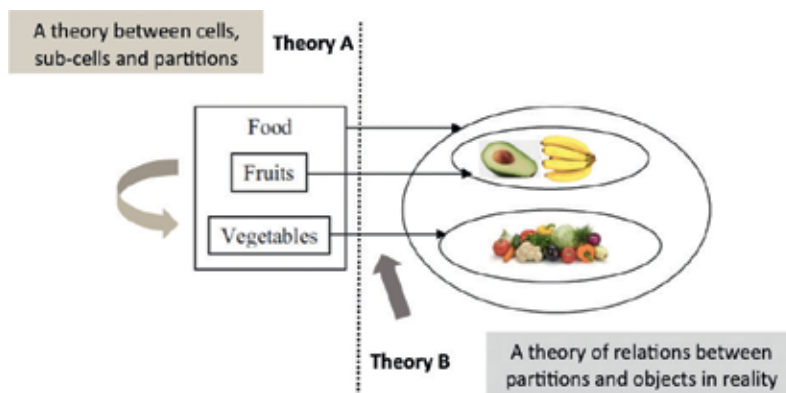 A theory between cells,
sub-cells and partitions
Theory A
Food
Fruits
Vegetables
Theory B
A theory of relations between
partitions and objects in reality